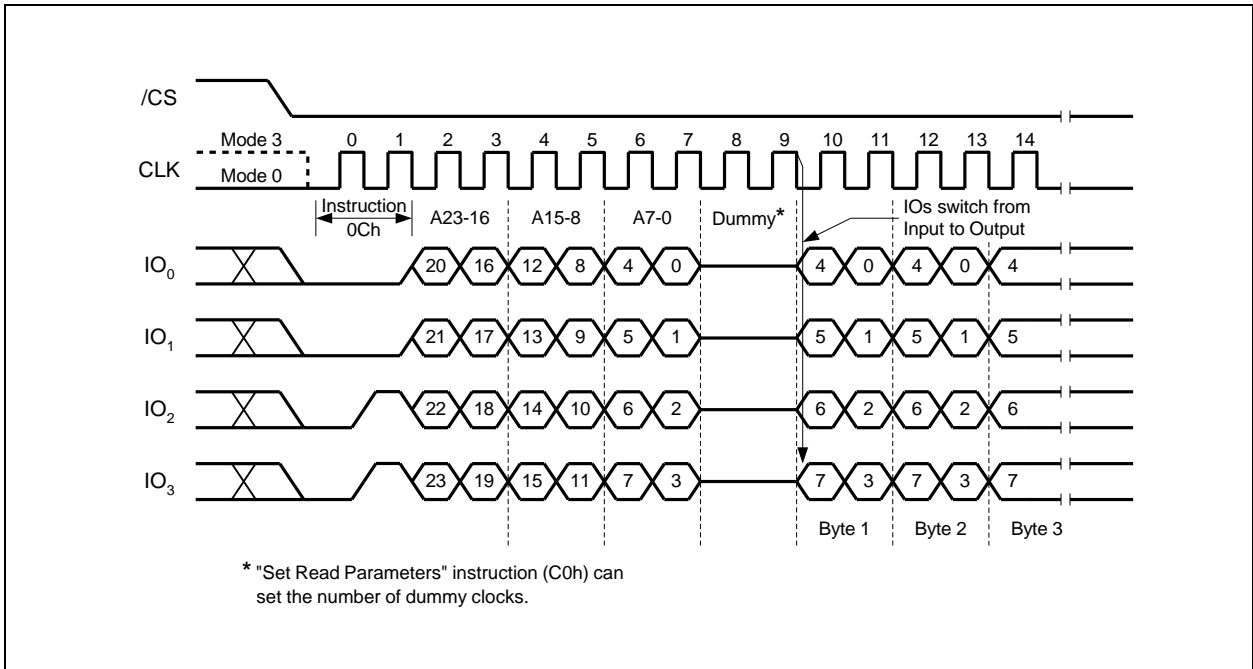 /CS
Mode 3 0 1 2 3 4 5 6 7 8 9 10 11 12 13 14
CLK
Mode 0
Instruction
0Ch
A23-16 A15-8 A7-0 Dummy*
IOs switch from
Input to Output
IO0 20 16 12 8 4 0 4 0 4 0 4
IO1 21 17 13 9 5 1 5 1 5 1 5
IO2 22 18 14 10 6 2 6 2 6 2 6
IO3 23 19 15 11 7 3 7 3 7 3 7
Byte 1 Byte 2 Byte 3
* "Set Read Parameters" instruction (C0h) can
set the number of dummy clocks.